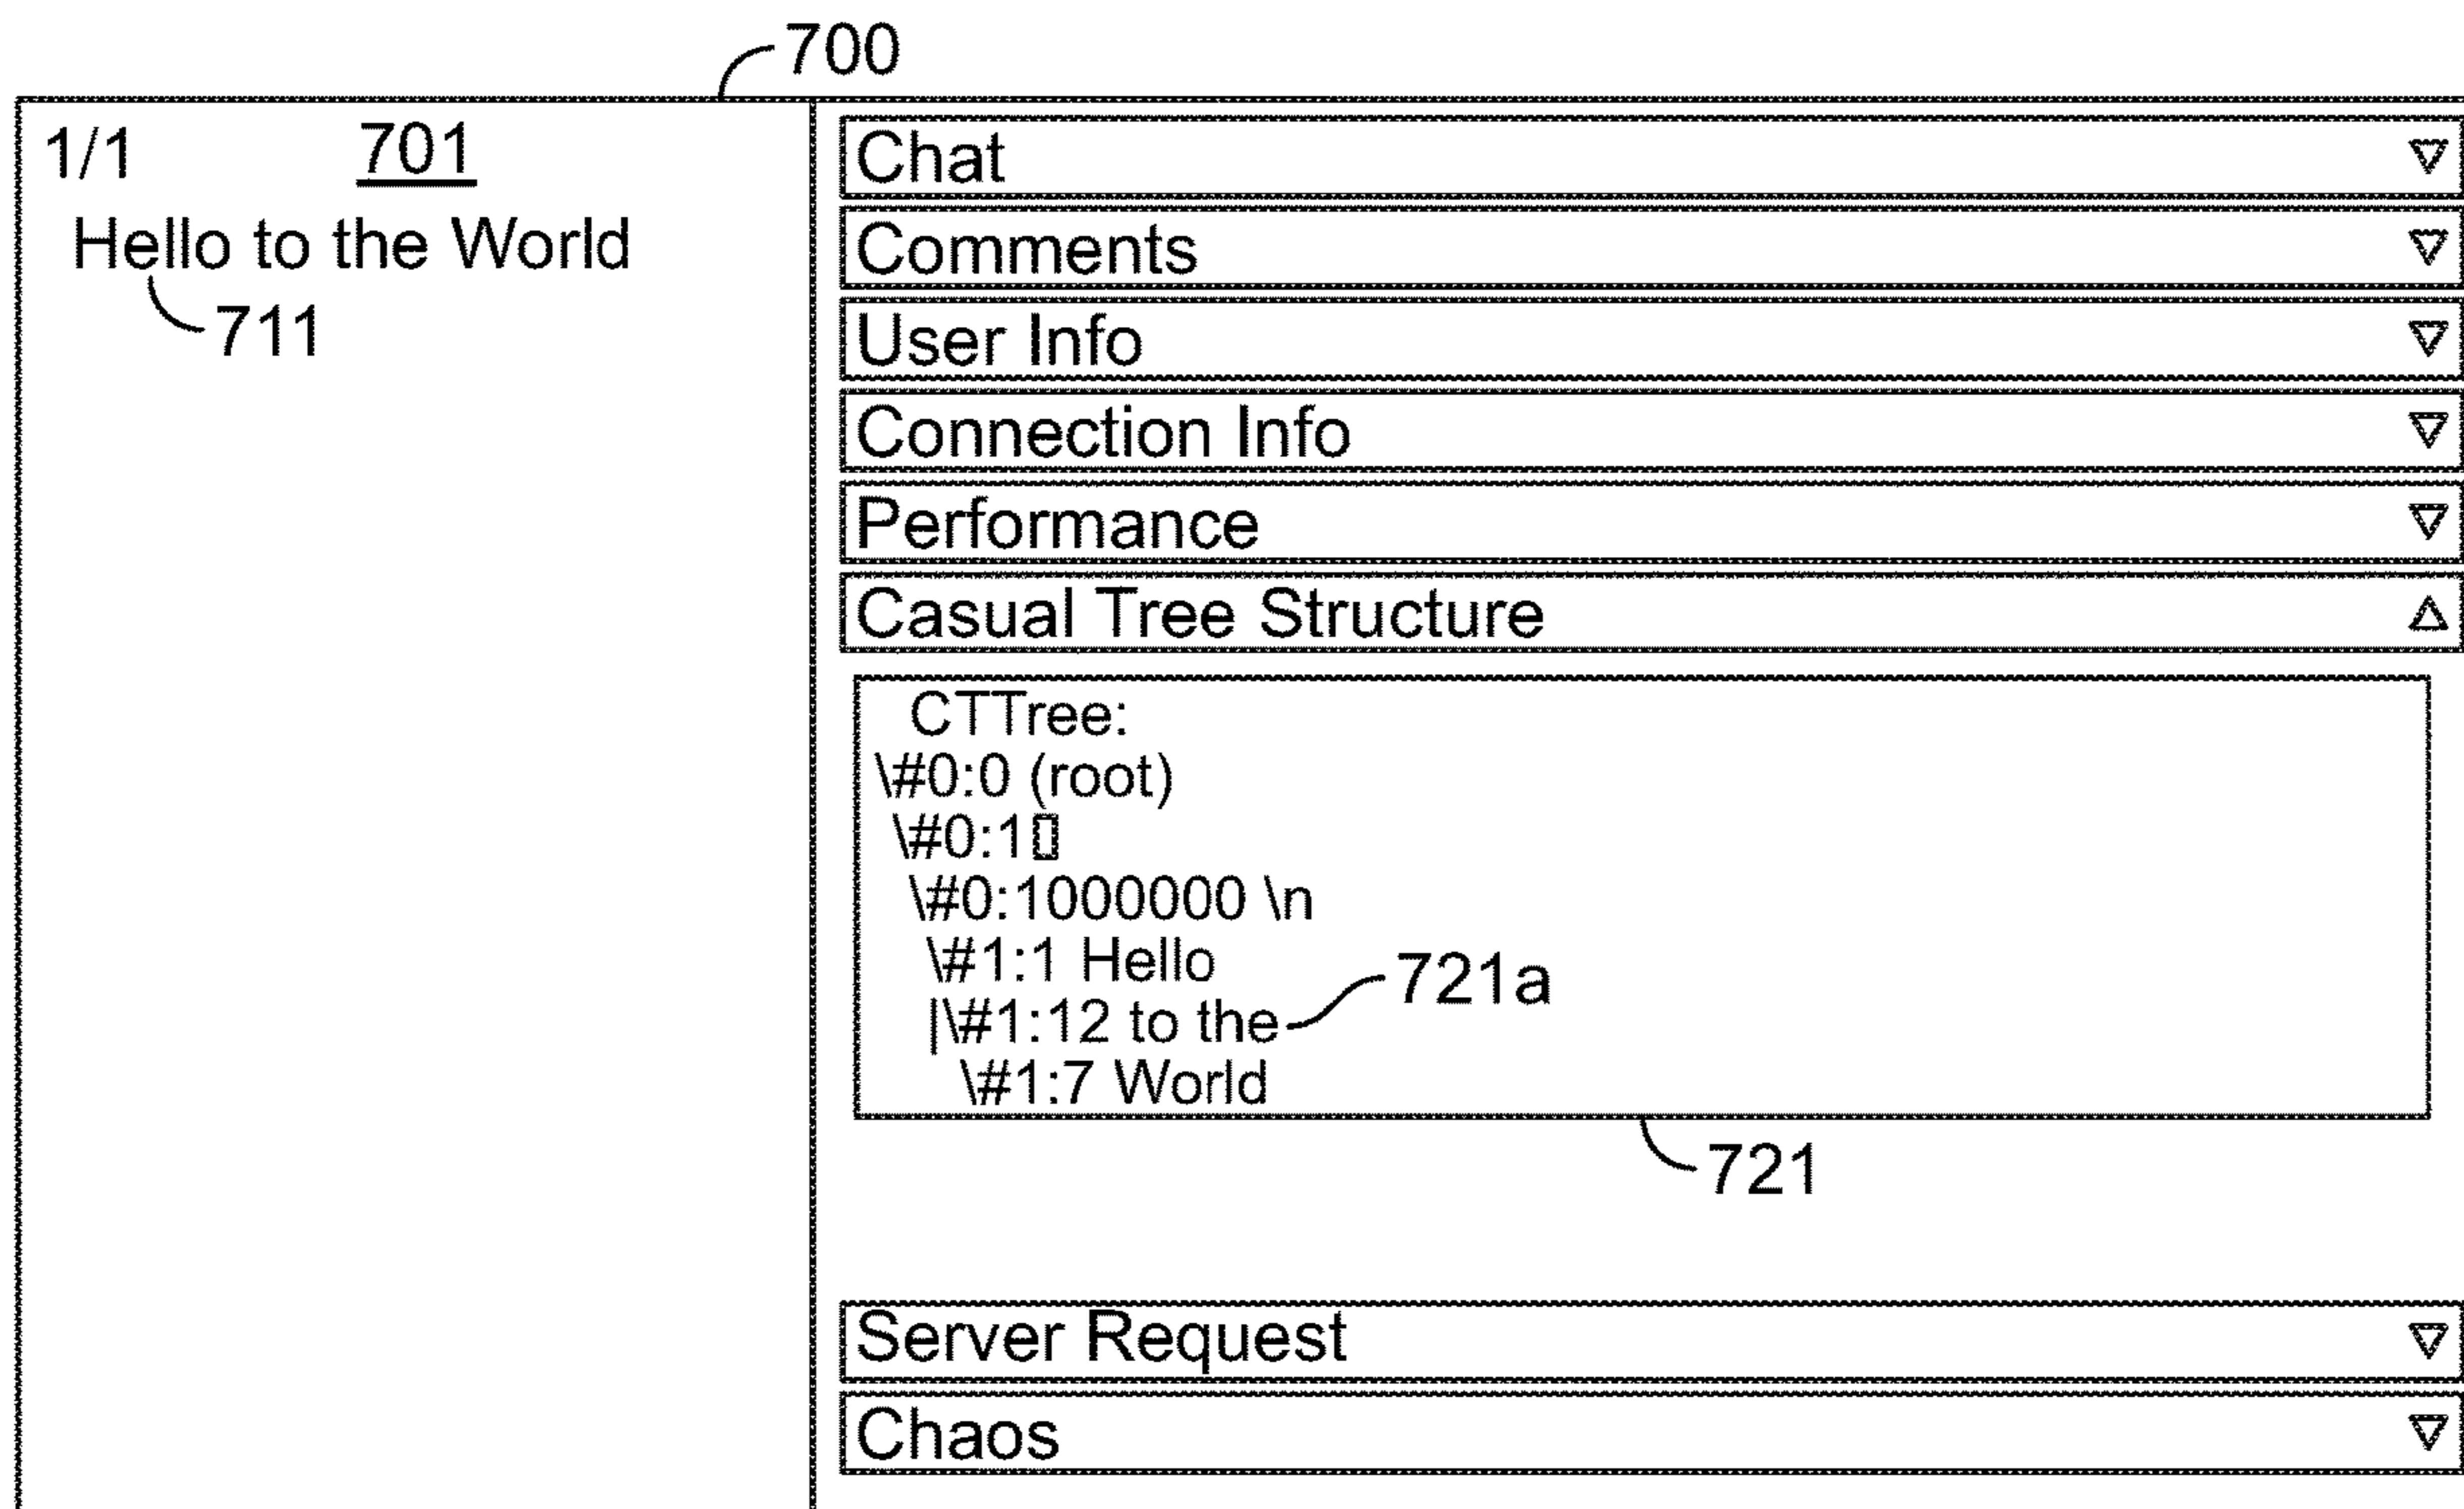 700
1/1 701
Hello to the World
711
Chat
Comments
User Info
Connection Info
Performance
Casual Tree Structure
CTTree:
\#0:0 (root)
\#0:1▯
\#0:1000000 \n
\#1:1 Hello
|\#1:12 to the
721a
\#1:7 World
721
Server Request
Chaos